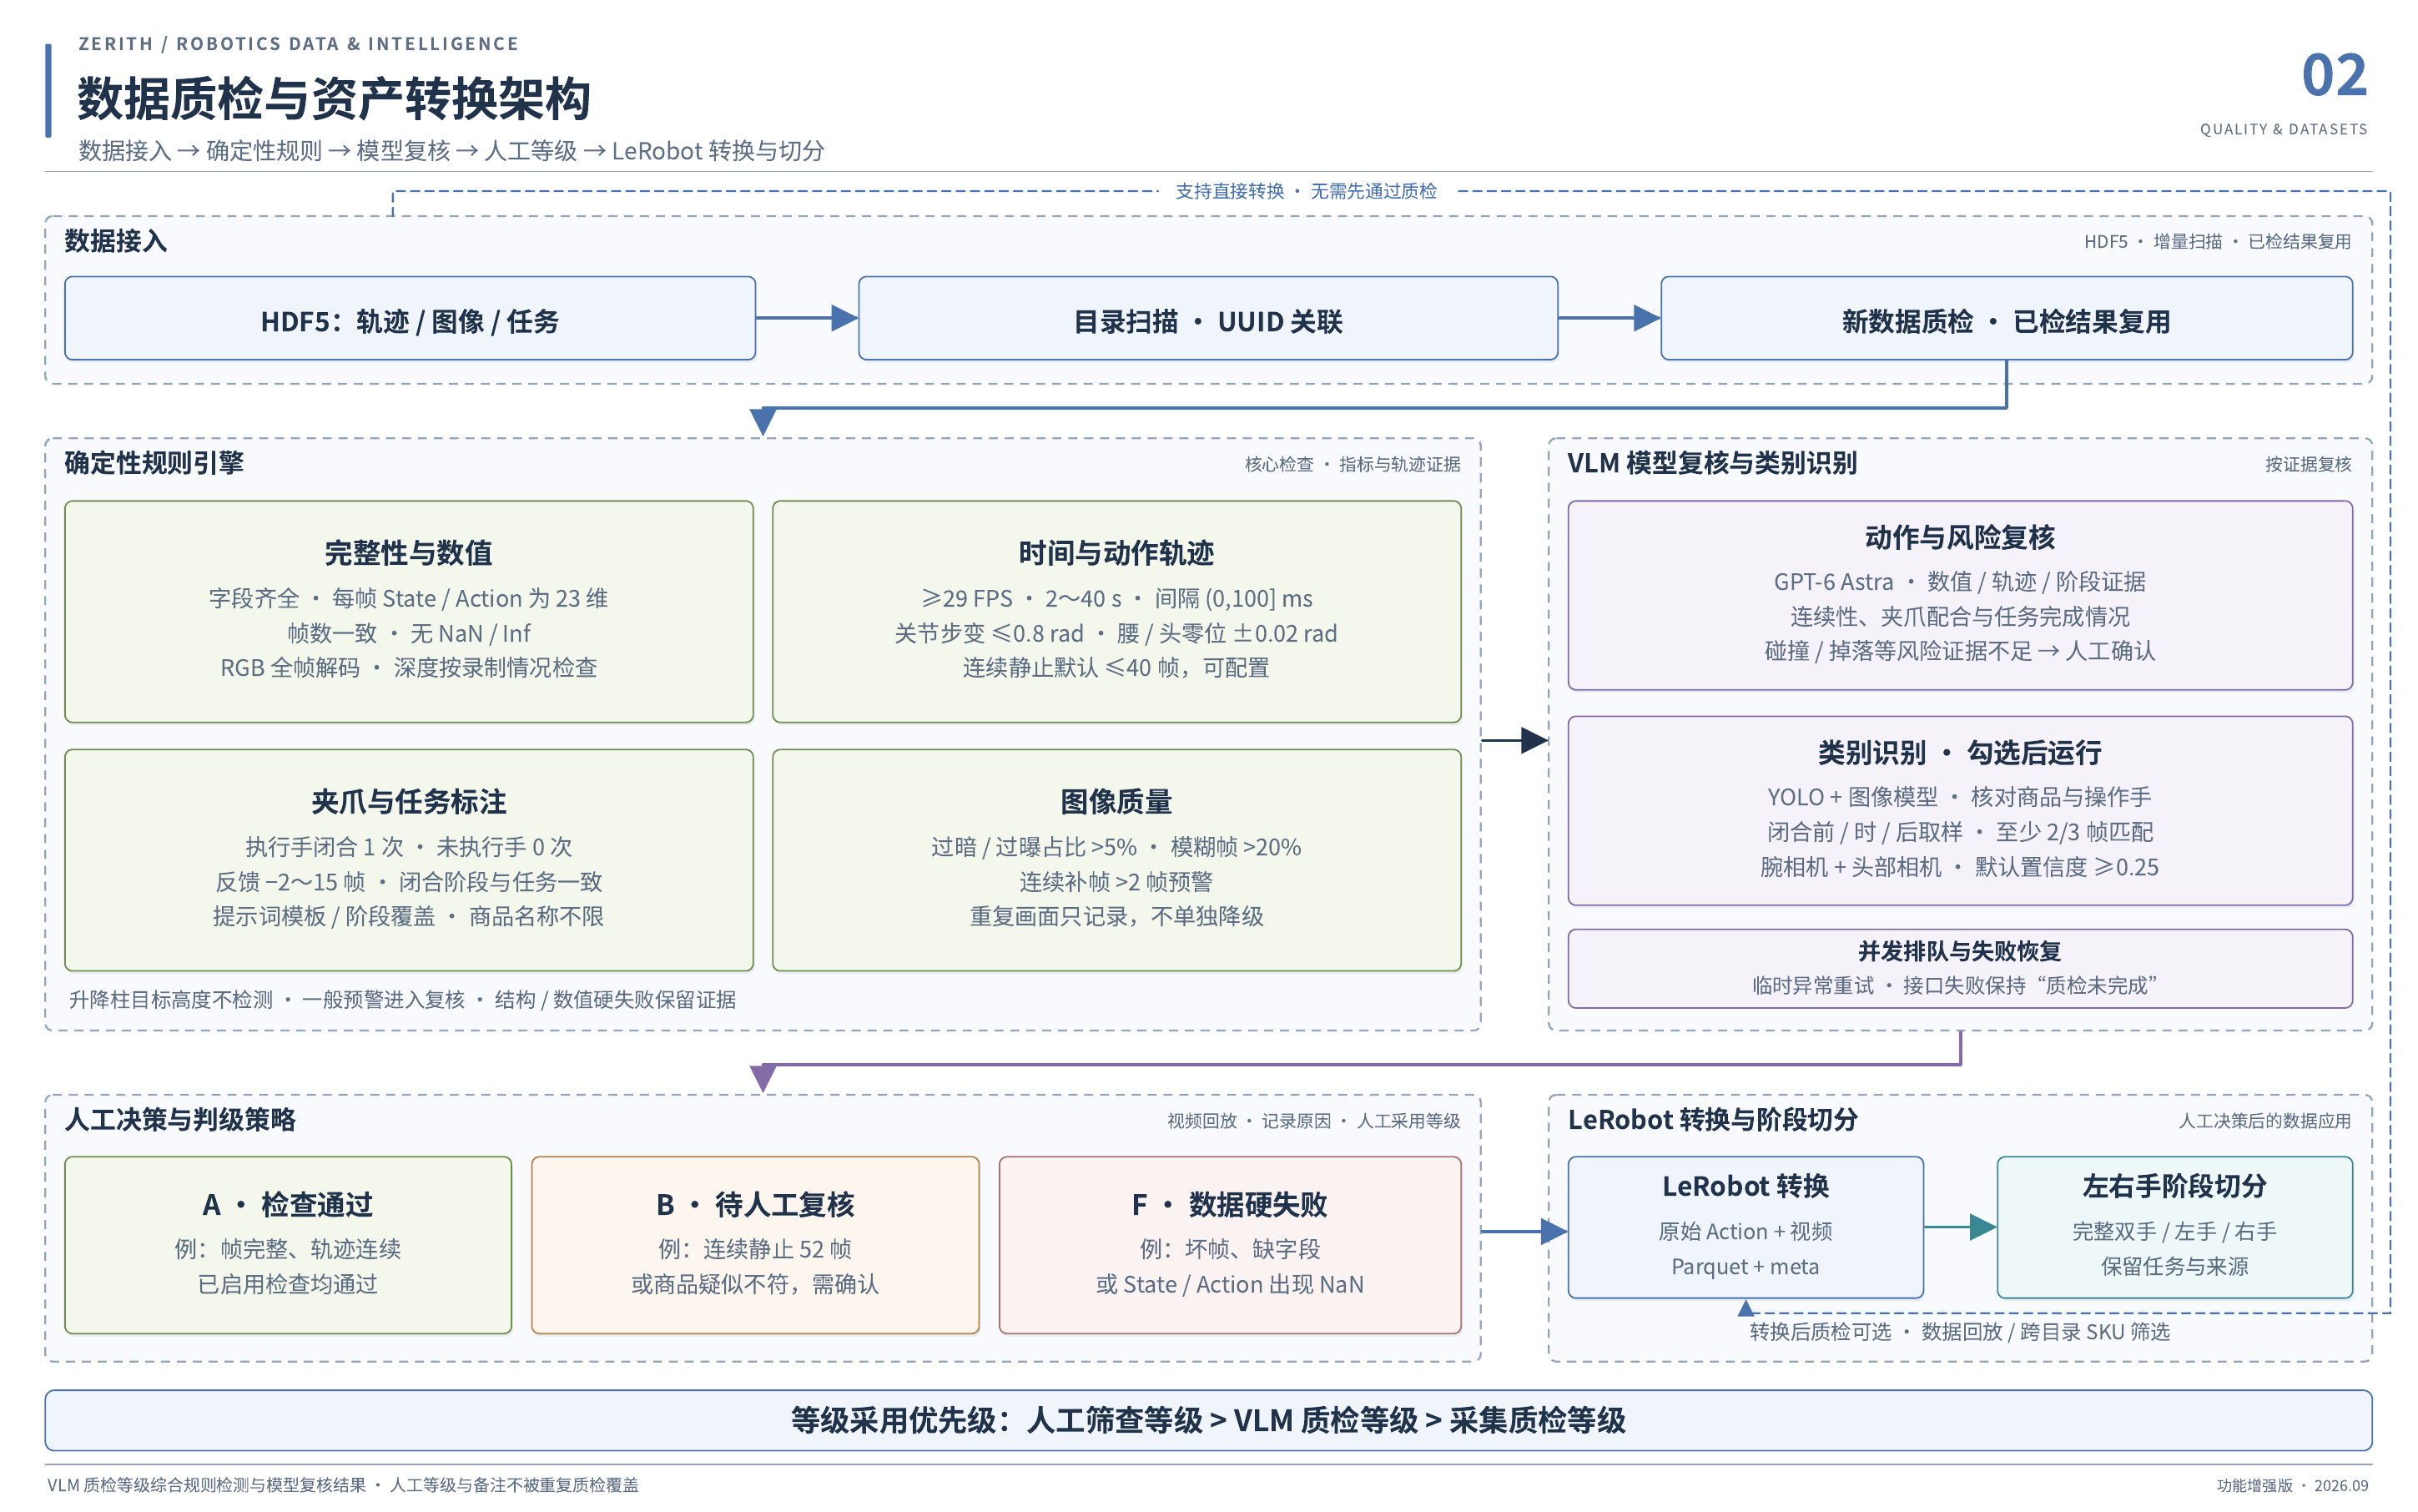 ZERITH / ROBOTICS DATA & INTELLIGENCE
数据质检与资产转换架构
数据接入 → 确定性规则 → 模型复核 → 人工等级 → LeRobot 转换与切分
02
QUALITY & DATASETS
支持直接转换 · 无需先通过质检
数据接入
HDF5 · 增量扫描 · 已检结果复用
HDF5：轨迹 / 图像 / 任务
目录扫描 · UUID 关联
新数据质检 · 已检结果复用
确定性规则引擎
核心检查 · 指标与轨迹证据
完整性与数值
字段齐全 · 每帧 State / Action 为 23 维
帧数一致 · 无 NaN / Inf
RGB 全帧解码 · 深度按录制情况检查
时间与动作轨迹
≥29 FPS · 2～40 s · 间隔 (0,100] ms
关节步变 ≤0.8 rad · 腰 / 头零位 ±0.02 rad
连续静止默认 ≤40 帧，可配置
夹爪与任务标注
执行手闭合 1 次 · 未执行手 0 次
反馈 −2～15 帧 · 闭合阶段与任务一致
提示词模板 / 阶段覆盖 · 商品名称不限
图像质量
过暗 / 过曝占比 >5% · 模糊帧 >20%
连续补帧 >2 帧预警
重复画面只记录，不单独降级
升降柱目标高度不检测 · 一般预警进入复核 · 结构 / 数值硬失败保留证据
VLM 模型复核与类别识别
按证据复核
动作与风险复核
GPT-6 Astra · 数值 / 轨迹 / 阶段证据
连续性、夹爪配合与任务完成情况
碰撞 / 掉落等风险证据不足 → 人工确认
类别识别 · 勾选后运行
YOLO + 图像模型 · 核对商品与操作手
闭合前 / 时 / 后取样 · 至少 2/3 帧匹配
腕相机 + 头部相机 · 默认置信度 ≥0.25
并发排队与失败恢复
临时异常重试 · 接口失败保持“质检未完成”
人工决策与判级策略
视频回放 · 记录原因 · 人工采用等级
A · 检查通过
例：帧完整、轨迹连续
已启用检查均通过
B · 待人工复核
例：连续静止 52 帧
或商品疑似不符，需确认
F · 数据硬失败
例：坏帧、缺字段
或 State / Action 出现 NaN
LeRobot 转换与阶段切分
人工决策后的数据应用
LeRobot 转换
原始 Action + 视频
Parquet + meta
左右手阶段切分
完整双手 / 左手 / 右手
保留任务与来源
转换后质检可选 · 数据回放 / 跨目录 SKU 筛选
等级采用优先级：人工筛查等级 > VLM 质检等级 > 采集质检等级
VLM 质检等级综合规则检测与模型复核结果 · 人工等级与备注不被重复质检覆盖
功能增强版 · 2026.09